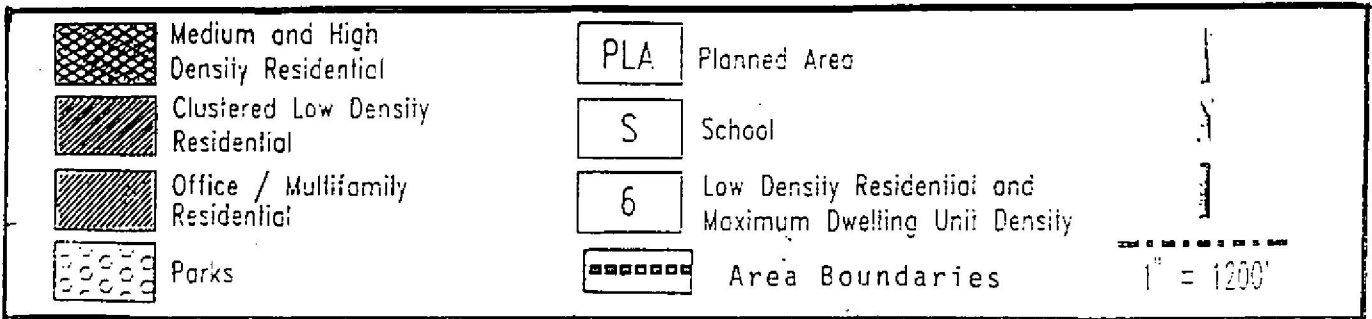 Medium and High
Density Residential
Clustered Low Density
Residential
Office / Multifamily
Residential
Parks
PLA
Planned Area
S
School
6
Low Density Residential and
Maximum Dwelling Unit Density
Area Boundaries
1" = 1200'